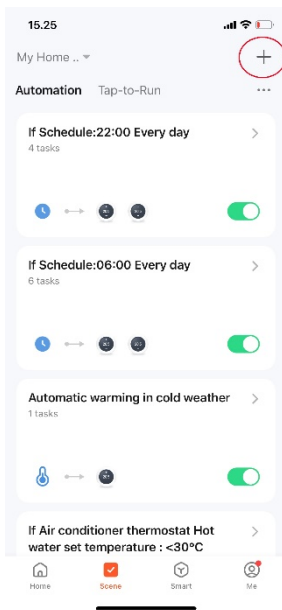 15.25
My Home ..
Automation Tap-to-Run
If Schedule:22:00 Every day
4 tasks
If Schedule:06:00 Every day
6 tasks
Automatic warming in cold weather
1 tasks
If Air conditioner thermostat Hot
water set temperature : <30°C
Home Scene Smart Me